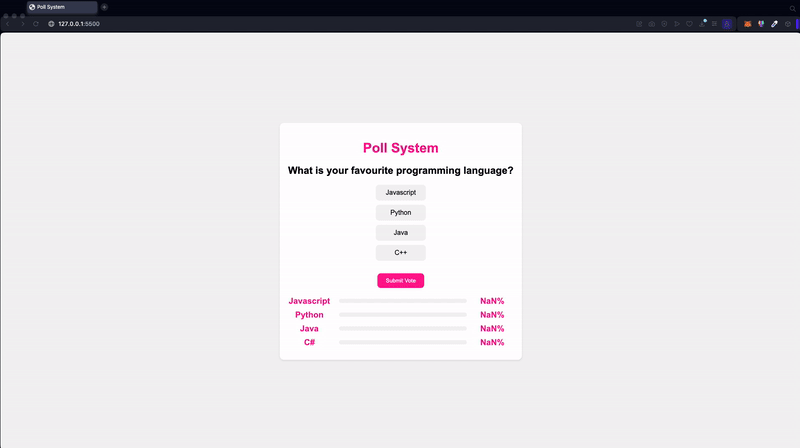 Poll System
127.0.0.1:5500
Poll System
What is your favourite programming language?
Javascript
Python
Java
C++
Submit Vote
Javascript NaN%
Python NaN%
Java NaN%
C# NaN%